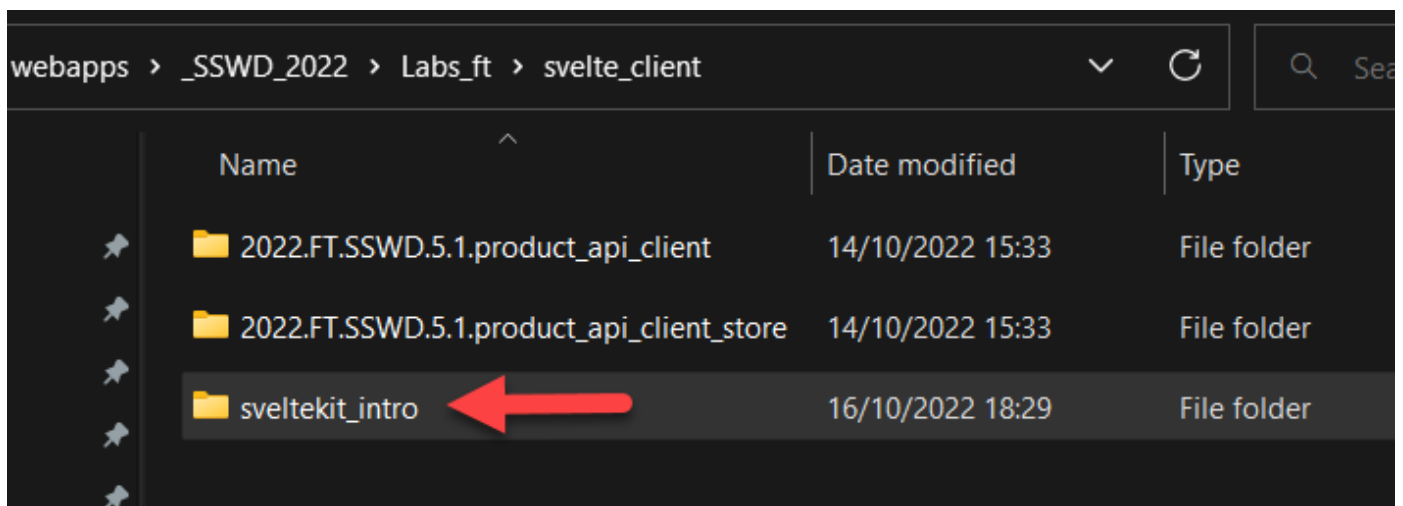 webapps > _SSWD_2022 > Labs_ft > svelte_client
Name Date modified Type
2022.FT.SSWD.5.1.product_api_client 14/10/2022 15:33 File folder
2022.FT.SSWD.5.1.product_api_client_store 14/10/2022 15:33 File folder
sveltekit_intro 16/10/2022 18:29 File folder